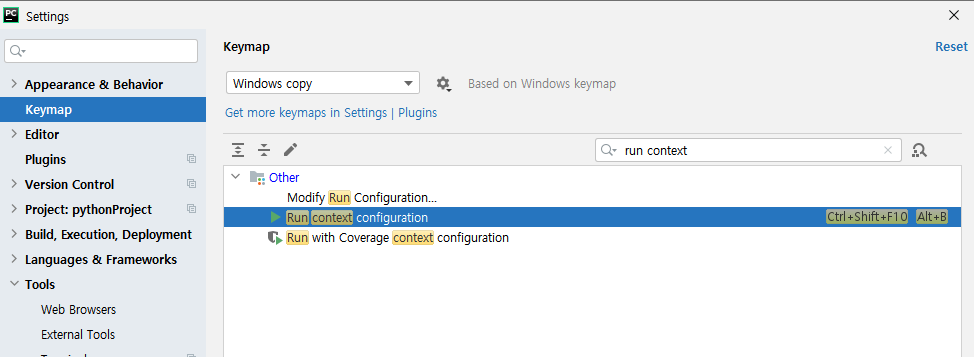 PC
Settings
Keymap
Reset
Appearance & Behavior
Keymap
Editor
Plugins
Version Control
Project: pythonProject
Build, Execution, Deployment
Languages & Frameworks
Tools
Web Browsers
External Tools
Windows copy
Based on Windows keymap
Get more keymaps in Settings | Plugins
run context
Other
Modify Run Configuration...
Run context configuration Ctrl+Shift+F10 Alt+B
Run with Coverage context configuration